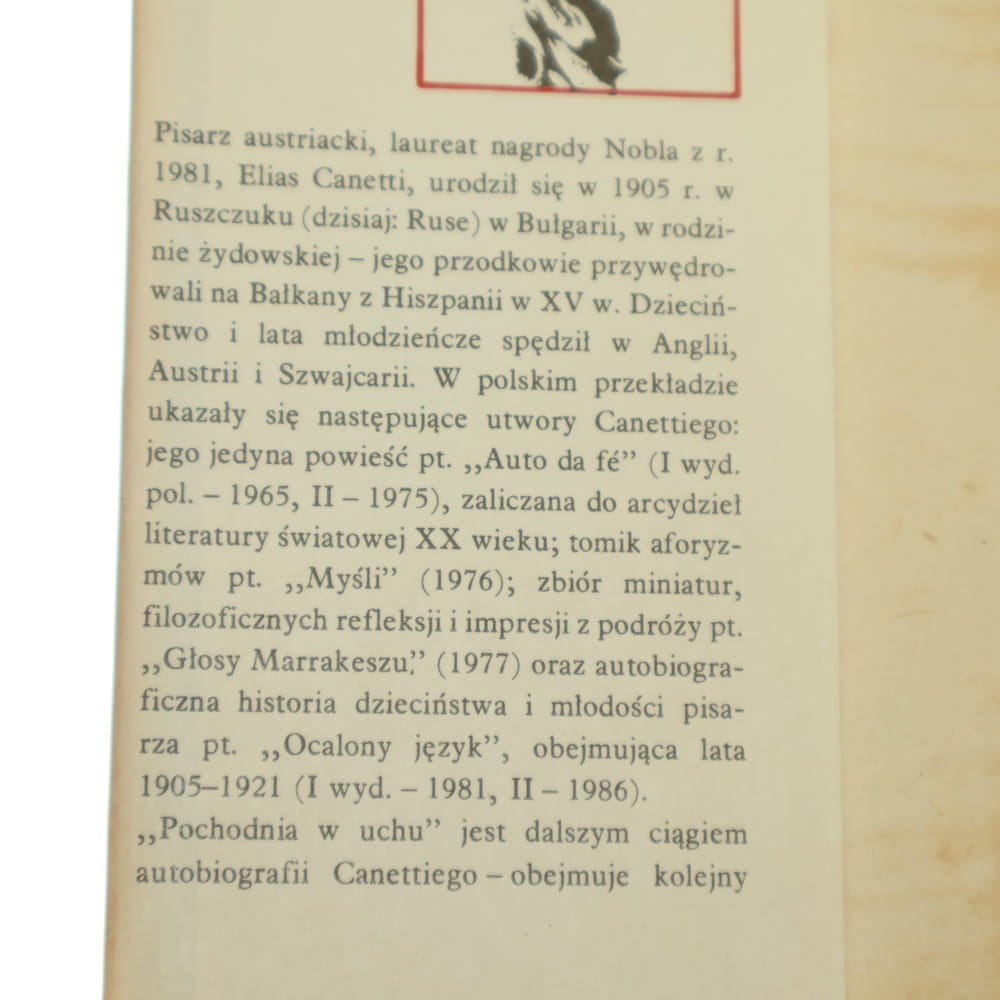 Pisarz austriacki, laureat nagrody Nobla z r.
1981, Elias Canetti, urodził się w 1905 r. w
Ruszczuku (dzisiaj: Ruse) w Bułgarii, w rodzi-
nie żydowskiej – jego przodkowie przywędro-
wali na Bałkany z Hiszpanii w XV w. Dzieciń-
stwo i lata młodzieńcze spędził w Anglii,
Austrii i Szwajcarii. W polskim przekładzie
ukazały się następujące utwory Canettiego:
jego jedyna powieść pt. ,,Auto da fé” (I wyd.
pol. – 1965, II – 1975), zaliczana do arcydzieł
literatury światowej XX wieku; tomik aforyz-
mów pt. ,,Myśli” (1976); zbiór miniatur,
filozoficznych refleksji i impresji z podróży pt.
,,Głosy Marrakeszu,” (1977) oraz autobiogra-
ficzna historia dzieciństwa i młodości pisa-
rza pt. ,,Ocalony język”, obejmująca lata
1905–1921 (I wyd. – 1981, II – 1986).
,,Pochodnia w uchu” jest dalszym ciągiem
autobiografii Canettiego – obejmuje kolejny